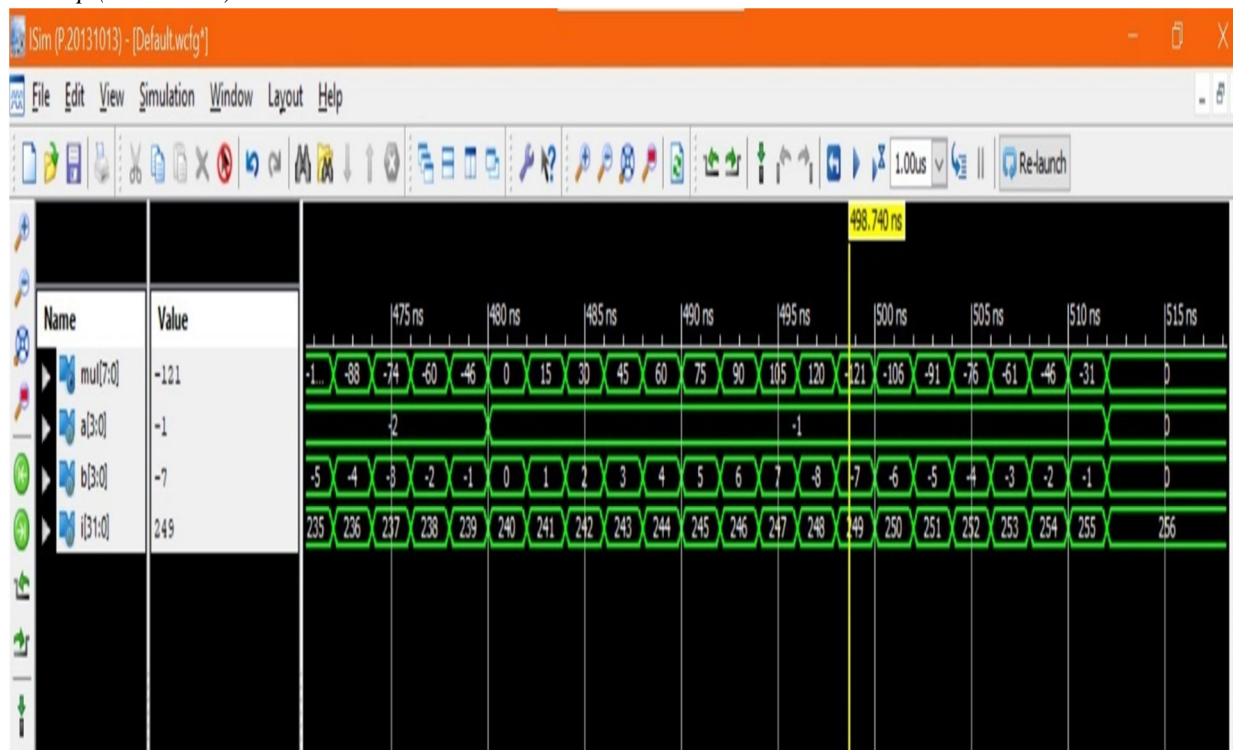 ISim (P.20131013) - [Default.wcfg*]
File Edit View Simulation Window Layout Help
1.00us Re-launch
498.740 ns
Name Value
475 ns 480 ns 485 ns 490 ns 495 ns 500 ns 505 ns 510 ns 515 ns
mul[7:0] -121 -1... -88 -74 -60 -46 0 15 30 45 60 75 90 105 120 -121 -106 -91 -76 -61 -46 -31 0
a[3:0] -1 -2 -1 0
b[3:0] -7 -5 -4 -3 -2 -1 0 1 2 3 4 5 6 7 -8 -7 -6 -5 -4 -3 -2 -1 0
i[31:0] 249 235 236 237 238 239 240 241 242 243 244 245 246 247 248 249 250 251 252 253 254 255 256